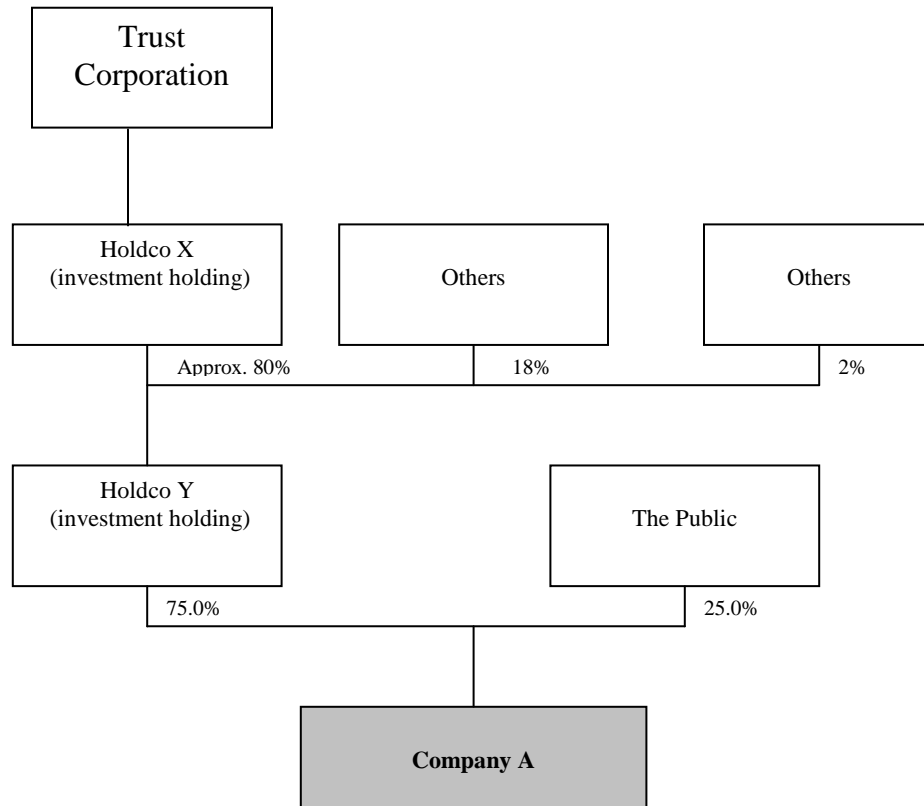 Trust
Corporation
Holdco X
(investment holding)
Others
Others
Approx. 80%
18%
2%
Holdco Y
(investment holding)
The Public
75.0%
25.0%
Company A